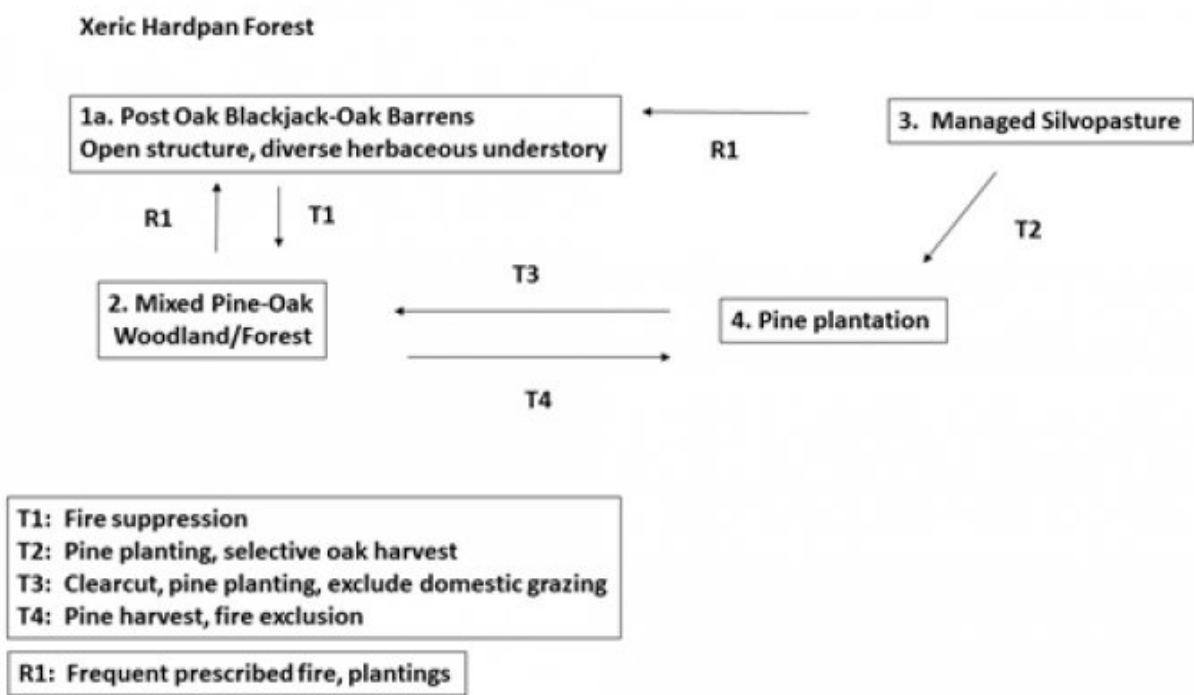 Xeric Hardpan Forest
1a. Post Oak Blackjack-Oak Barrens
Open structure, diverse herbaceous understory
3. Managed Silvopasture
R1
R1
T1
T2
T3
2. Mixed Pine-Oak
Woodland/Forest
4. Pine plantation
T4
T1: Fire suppression
T2: Pine planting, selective oak harvest
T3: Clearcut, pine planting, exclude domestic grazing
T4: Pine harvest, fire exclusion
R1: Frequent prescribed fire, plantings